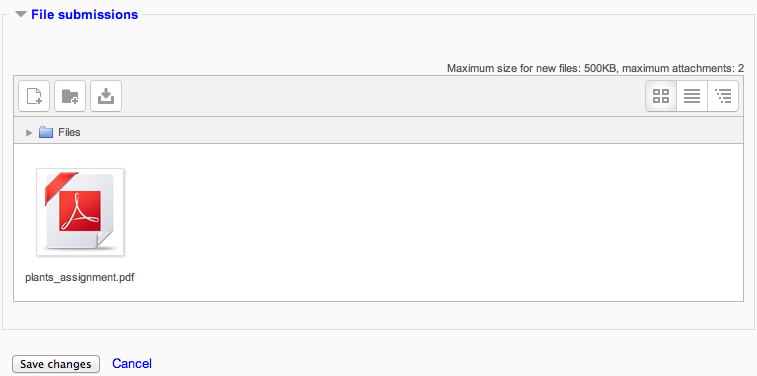 File submissions
Maximum size for new files: 500KB, maximum attachments: 2
Files
plants_assignment.pdf
Save changes Cancel